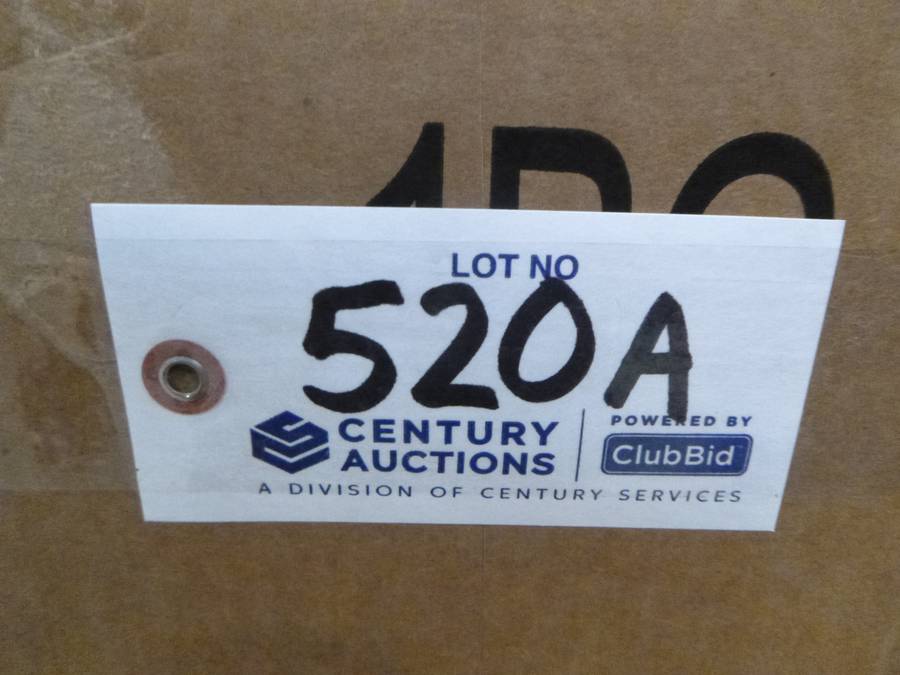 LOT NO
520A
CENTURY AUCTIONS
POWERED BY
ClubBid
A DIVISION OF CENTURY SERVICES